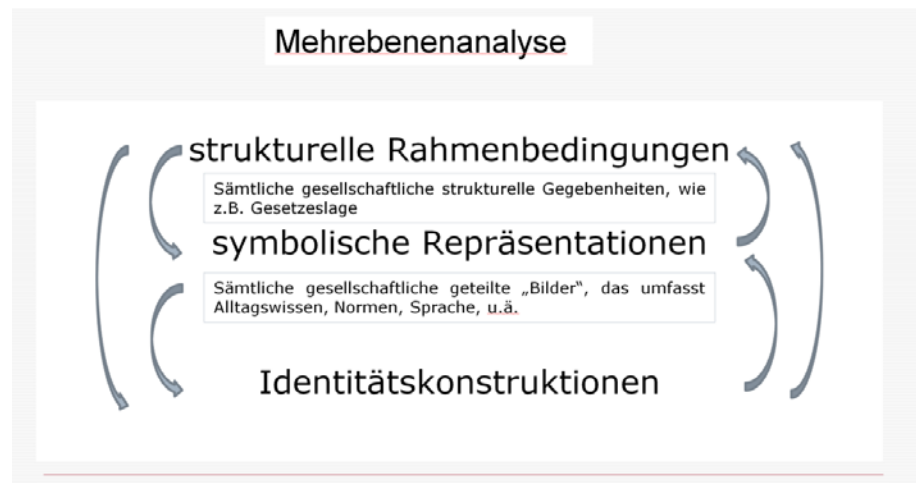 Mehrebenenanalyse
strukturelle Rahmenbedingungen
Sämtliche gesellschaftliche strukturelle Gegebenheiten, wie
z.B. Gesetzeslage
symbolische Repräsentationen
Sämtliche gesellschaftliche geteilte „Bilder“, das umfasst
Alltagswissen, Normen, Sprache, u.ä.
Identitätskonstruktionen